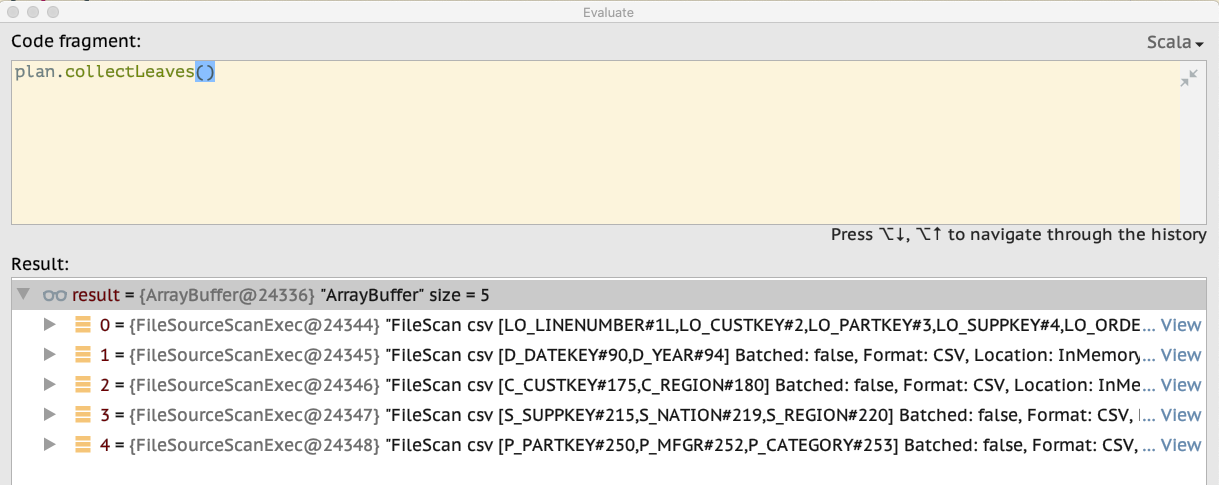 Evaluate
Code fragment:
Scala
plan.collectLeaves()
Press ⌥↓, ⌥↑ to navigate through the history
Result:
result = {ArrayBuffer@24336} "ArrayBuffer" size = 5
0 = {FileSourceScanExec@24344} "FileScan csv [LO_LINENUMBER#1L,LO_CUSTKEY#2,LO_PARTKEY#3,LO_SUPPKEY#4,LO_ORDE... View
1 = {FileSourceScanExec@24345} "FileScan csv [D_DATEKEY#90,D_YEAR#94] Batched: false, Format: CSV, Location: InMemory... View
2 = {FileSourceScanExec@24346} "FileScan csv [C_CUSTKEY#175,C_REGION#180] Batched: false, Format: CSV, Location: InMe... View
3 = {FileSourceScanExec@24347} "FileScan csv [S_SUPPKEY#215,S_NATION#219,S_REGION#220] Batched: false, Format: CSV, ... View
4 = {FileSourceScanExec@24348} "FileScan csv [P_PARTKEY#250,P_MFGR#252,P_CATEGORY#253] Batched: false, Format: CSV, ... View